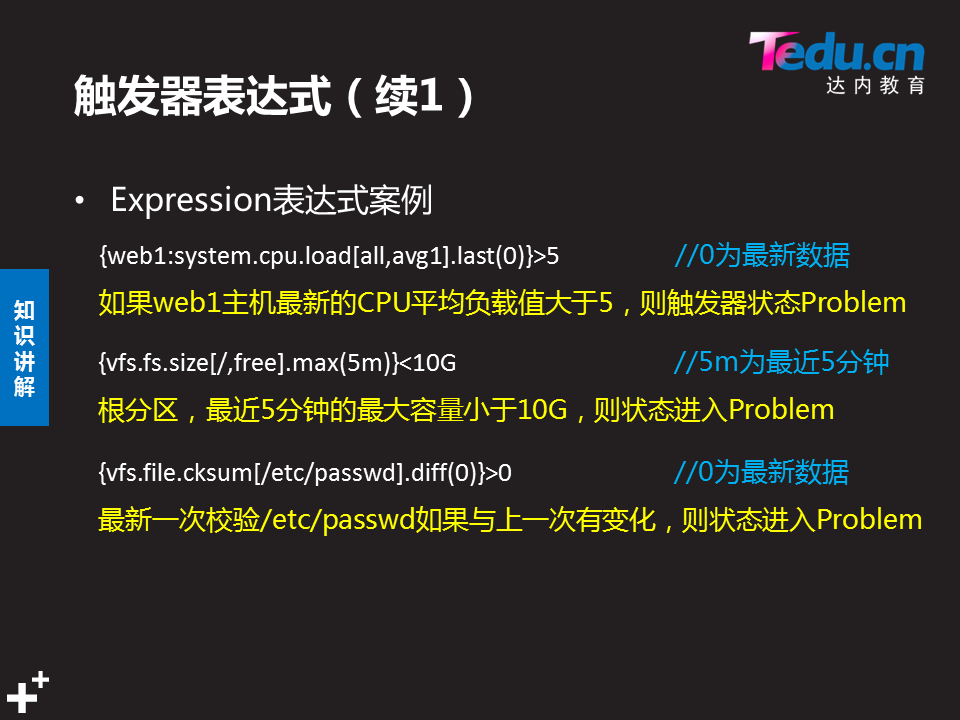 Tedu.cn
达内教育
触发器表达式（续1）
• Expression表达式案例
{web1:system.cpu.load[all,avg1].last(0)}>5 //0为最新数据
如果web1主机最新的CPU平均负载值大于5，则触发器状态Problem
{vfs.fs.size[/,free].max(5m)}<10G //5m为最近5分钟
根分区，最近5分钟的最大容量小于10G，则状态进入Problem
{vfs.file.cksum[/etc/passwd].diff(0)}>0 //0为最新数据
最新一次校验/etc/passwd如果与上一次有变化，则状态进入Problem
知识讲解